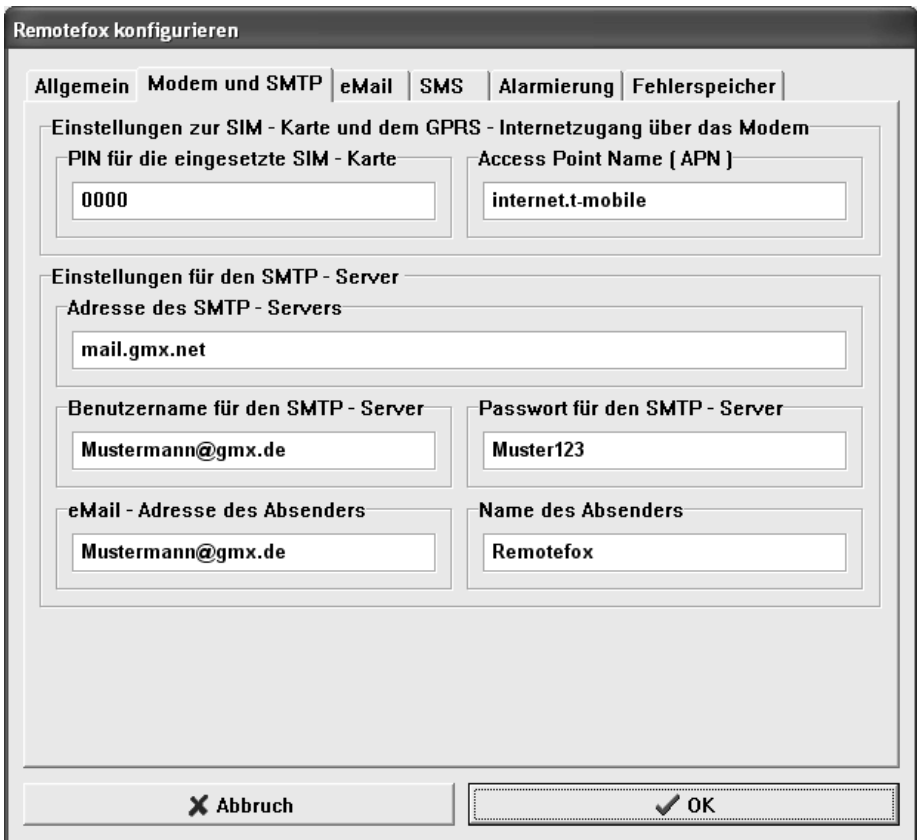 Remotefox konfigurieren
Allgemein Modem und SMTP eMail SMS Alarmierung Fehlerspeicher
Einstellungen zur SIM - Karte und dem GPRS - Internetzugang über das Modem
PIN für die eingesetzte SIM - Karte Access Point Name ( APN )
0000 internet.t-mobile
Einstellungen für den SMTP - Server
Adresse des SMTP - Servers
mail.gmx.net
Benutzername für den SMTP - Server Passwort für den SMTP - Server
Mustermann@gmx.de Muster123
eMail - Adresse des Absenders Name des Absenders
Mustermann@gmx.de Remotefox
Abbruch OK